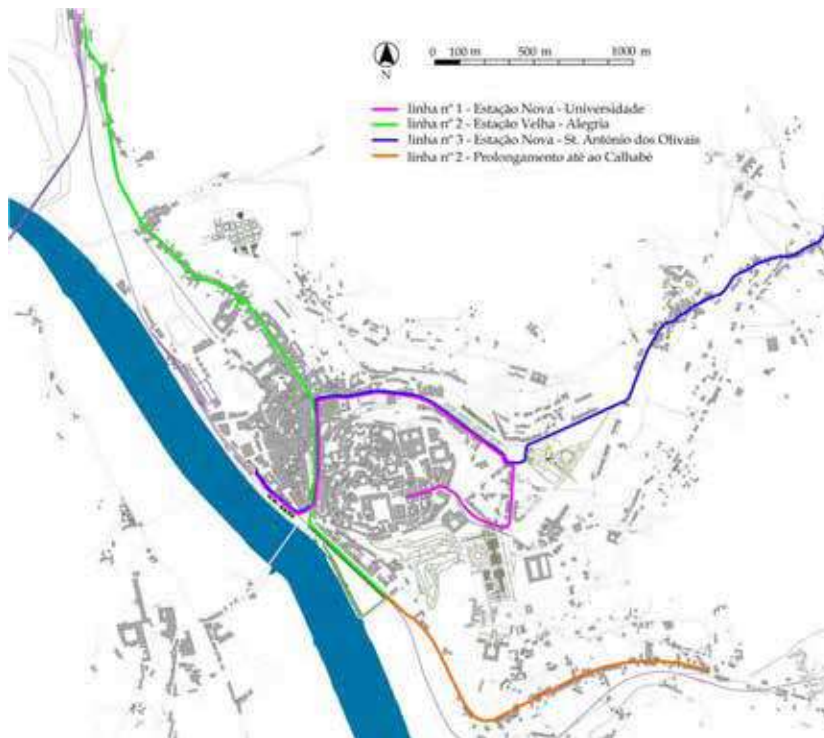 0 100 m 500 m 1000 m
N
linha nº 1 - Estação Nova - Universidade
linha nº 2 - Estação Velha - Alegria
linha nº 3 - Estação Nova - St. António dos Olivais
linha nº 2 - Prolongamento até ao Calhabé